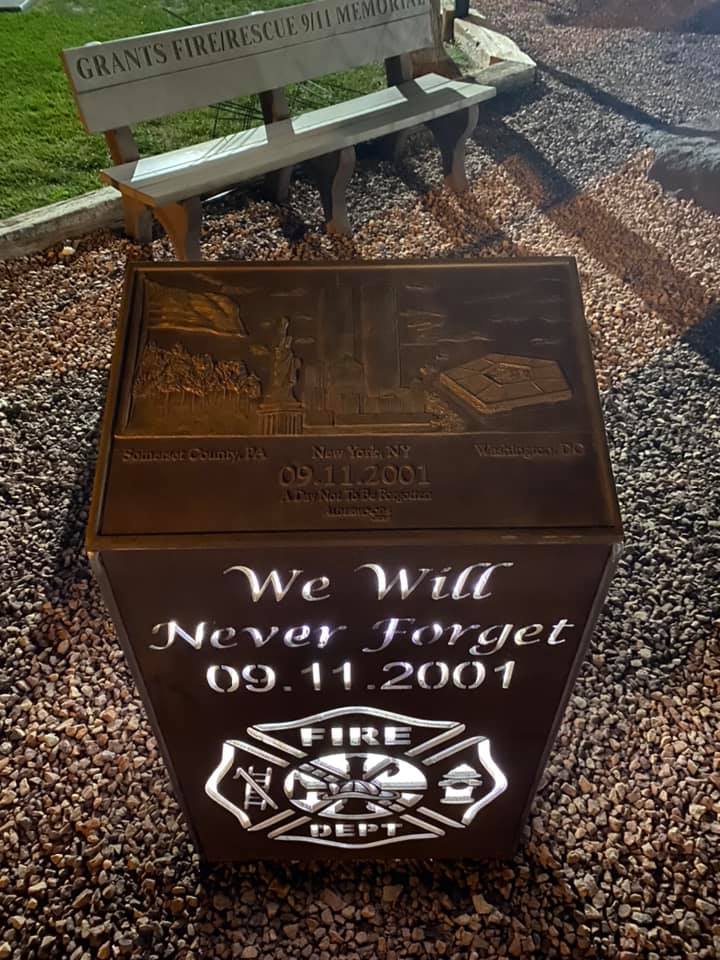 GRANTS FIRE/RESCUE 9/11 MEMORIAL
Somerset County, PA
New York, NY
Washington, DC
09.11.2001
A Day Not To Be Forgotten
We Will
Never Forget
09.11.2001
FIRE
DEPT